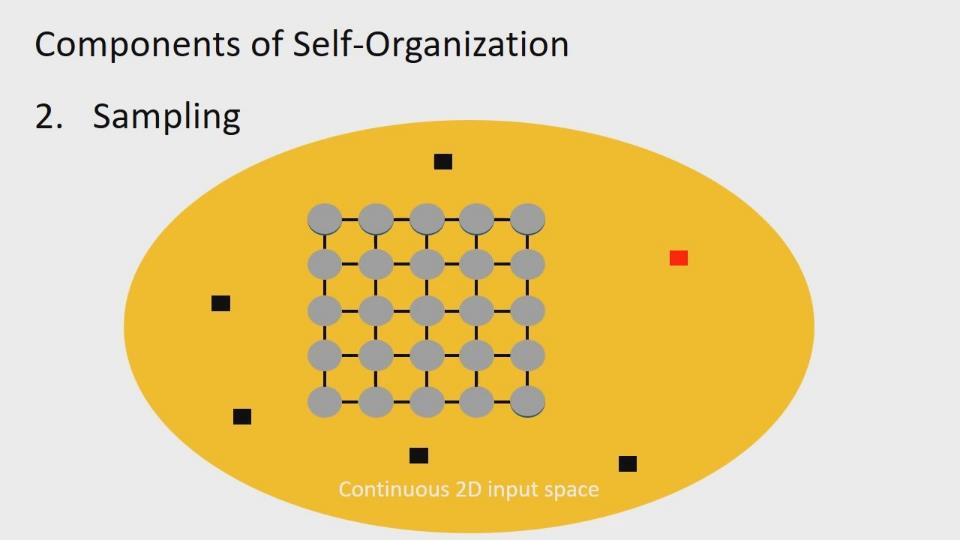 Components of Self-Organization
2. Sampling
Continuous 2D input space